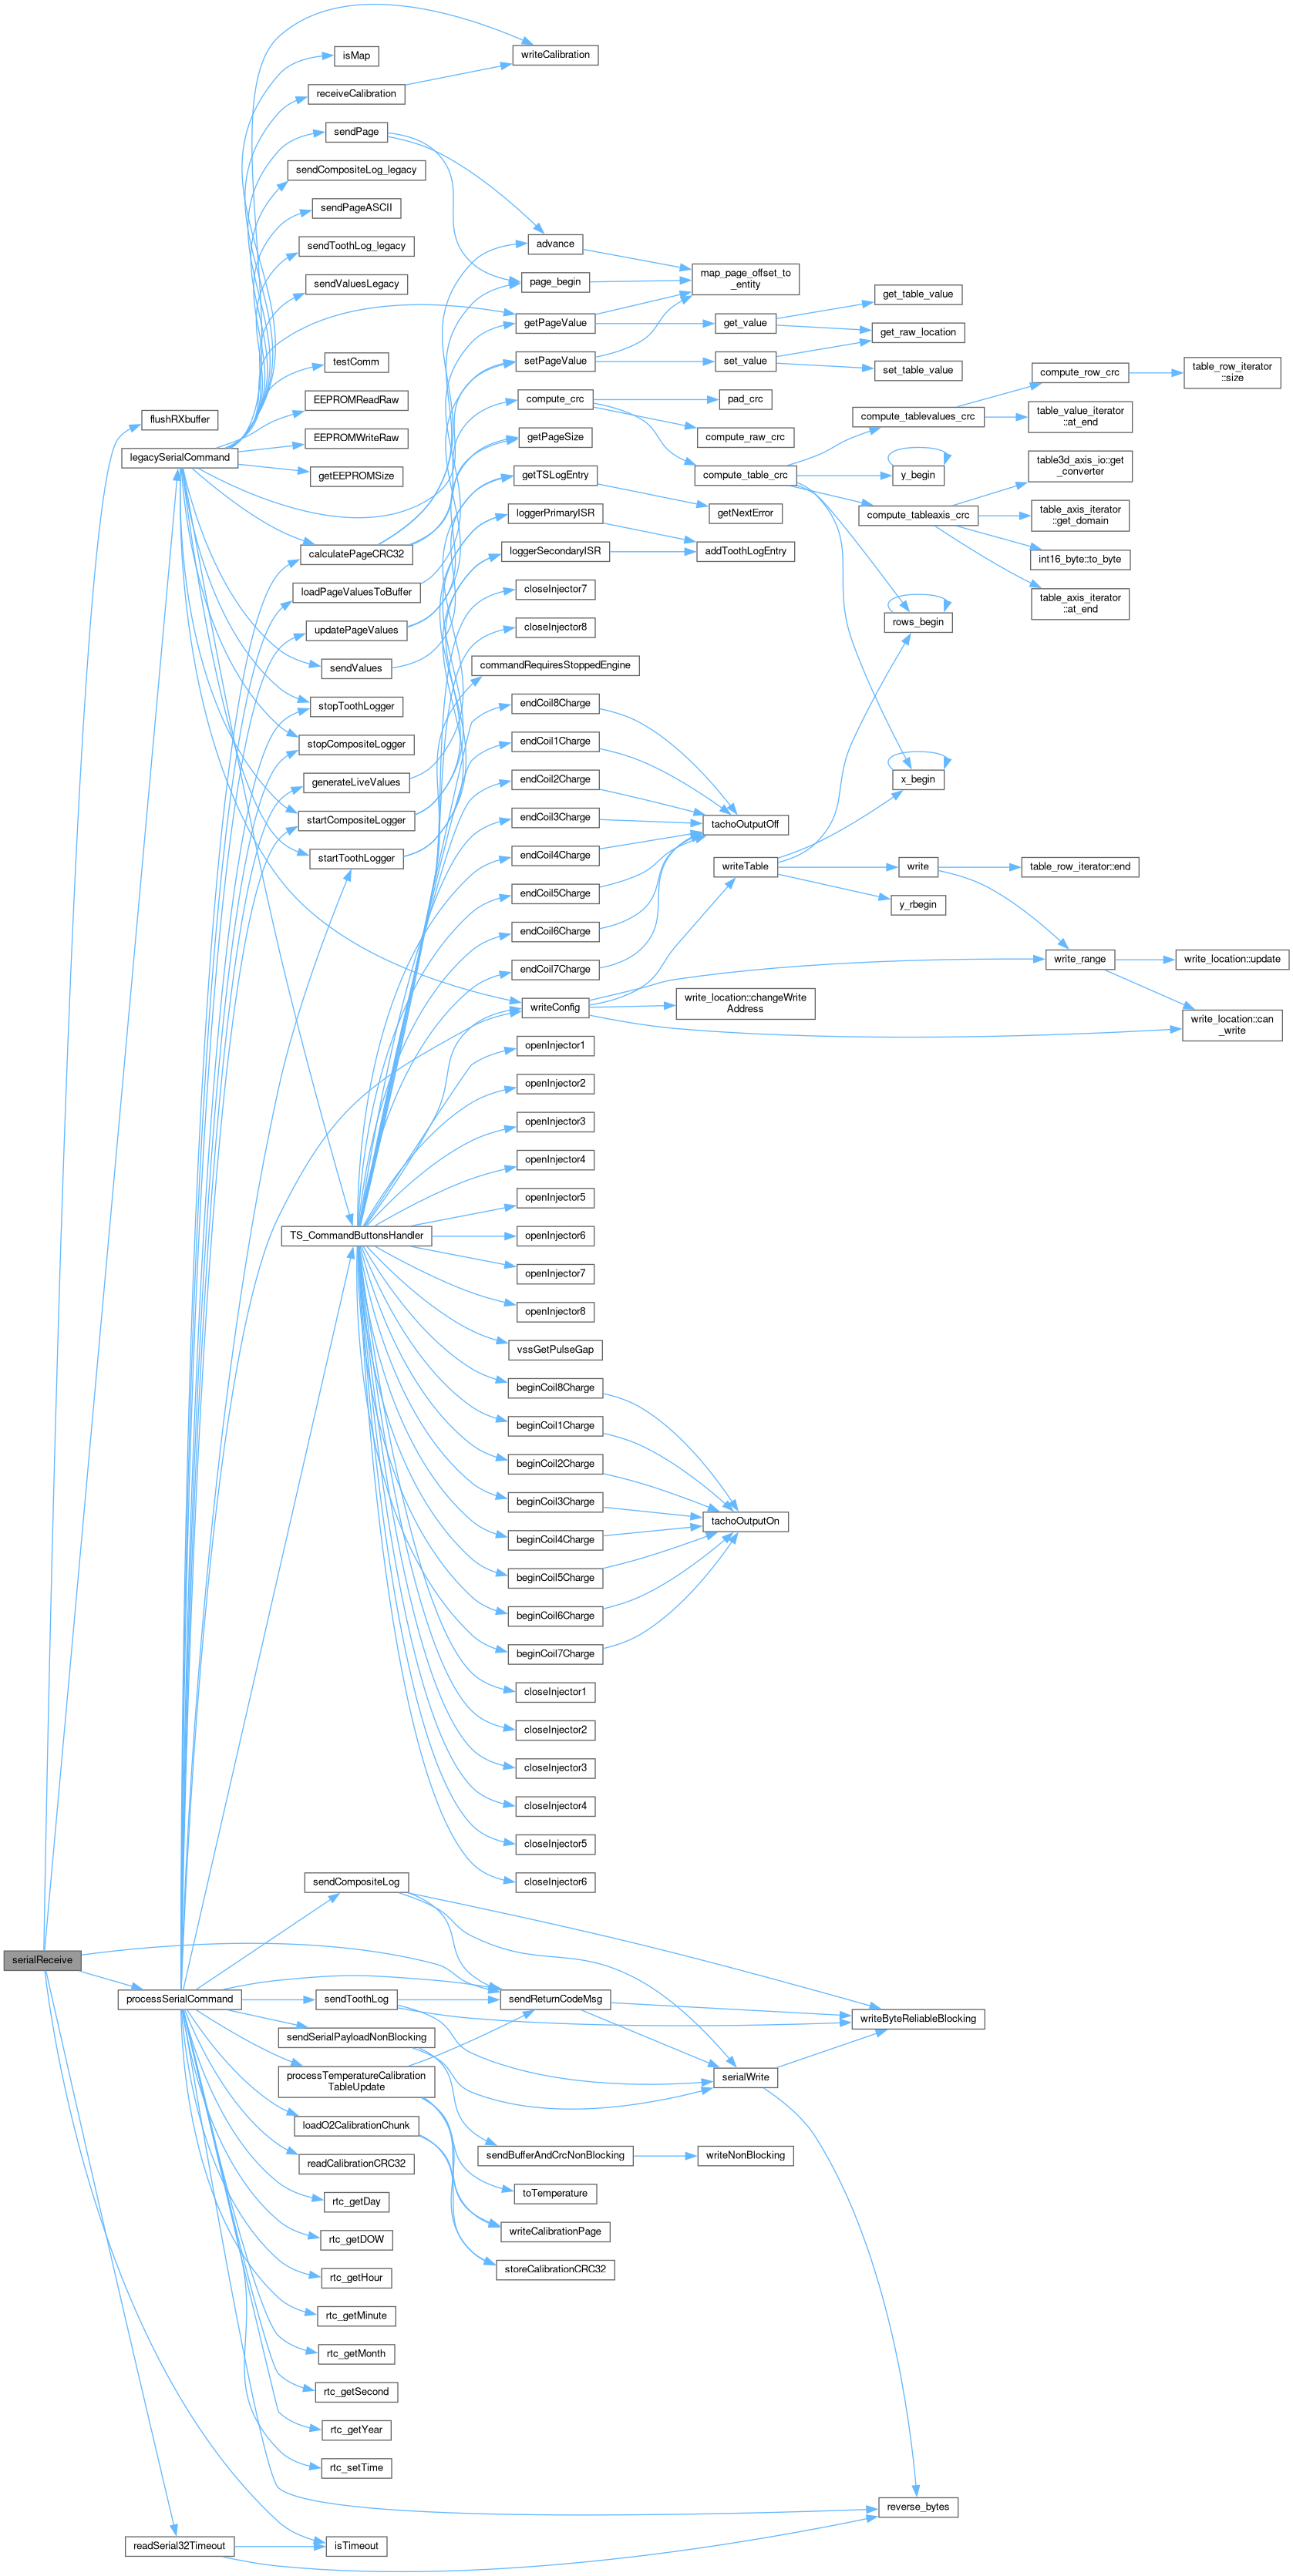 writeCalibration
isMap
receiveCalibration
sendPage
sendCompositeLog_legacy
sendPageASCII
sendToothLog_legacy
sendValuesLegacy
advance
page_begin
map_page_offset_to
_entity
getPageValue
get_value
get_table_value
get_raw_location
testComm
setPageValue
set_value
set_table_value
compute_row_crc
table_row_iterator
::size
EEPROMReadRaw
compute_crc
pad_crc
compute_tablevalues_crc
table_value_iterator
::at_end
flushRXbuffer
EEPROMWriteRaw
getPageSize
compute_raw_crc
legacySerialCommand
getEEPROMSize
getTSLogEntry
compute_table_crc
y_begin
table3d_axis_io::get
_converter
loggerPrimaryISR
getNextError
compute_tableaxis_crc
table_axis_iterator
::get_domain
calculatePageCRC32
loggerSecondaryISR
addToothLogEntry
int16_byte::to_byte
loadPageValuesToBuffer
closeInjector7
table_axis_iterator
::at_end
updatePageValues
closeInjector8
rows_begin
sendValues
commandRequiresStoppedEngine
stopToothLogger
endCoil8Charge
stopCompositeLogger
endCoil1Charge
generateLiveValues
endCoil2Charge
x_begin
startCompositeLogger
endCoil3Charge
tachoOutputOff
startToothLogger
endCoil4Charge
writeTable
write
table_row_iterator::end
endCoil5Charge
y_rbegin
endCoil6Charge
endCoil7Charge
write_range
write_location::update
writeConfig
write_location::changeWrite
Address
write_location::can
_write
openInjector1
openInjector2
openInjector3
openInjector4
openInjector5
TS_CommandButtonsHandler
openInjector6
openInjector7
openInjector8
vssGetPulseGap
beginCoil8Charge
beginCoil1Charge
beginCoil2Charge
beginCoil3Charge
tachoOutputOn
beginCoil4Charge
beginCoil5Charge
beginCoil6Charge
beginCoil7Charge
closeInjector1
closeInjector2
closeInjector3
closeInjector4
closeInjector5
sendCompositeLog
closeInjector6
serialReceive
processSerialCommand
sendToothLog
sendReturnCodeMsg
writeByteReliableBlocking
sendSerialPayloadNonBlocking
processTemperatureCalibration
TableUpdate
serialWrite
loadO2CalibrationChunk
sendBufferAndCrcNonBlocking
writeNonBlocking
readCalibrationCRC32
toTemperature
rtc_getDay
writeCalibrationPage
rtc_getDOW
storeCalibrationCRC32
rtc_getHour
rtc_getMinute
rtc_getMonth
rtc_getSecond
rtc_getYear
rtc_setTime
reverse_bytes
readSerial32Timeout
isTimeout